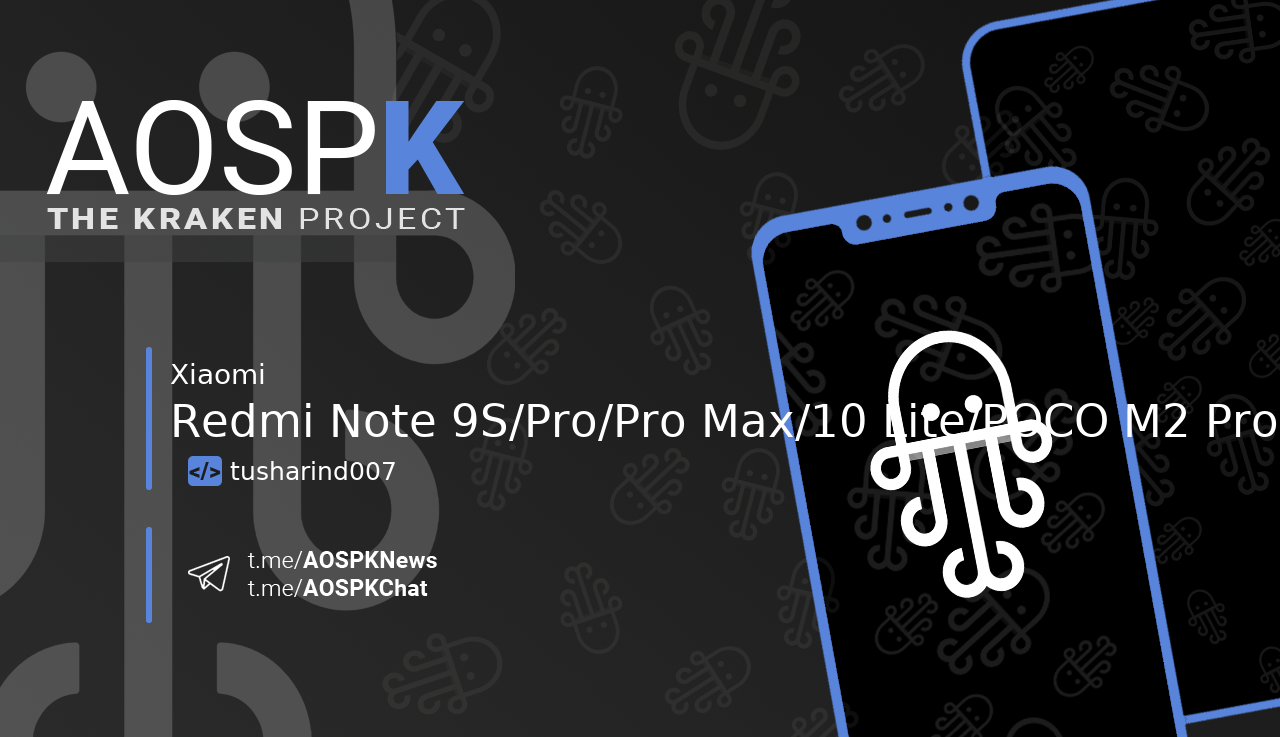 AOSPK
THE KRAKEN PROJECT
Xiaomi
Redmi Note 9S/Pro/Pro Max/10 Lite/POCO M2 Pro
</> tusharind007
t.me/AOSPKNews
t.me/AOSPKChat